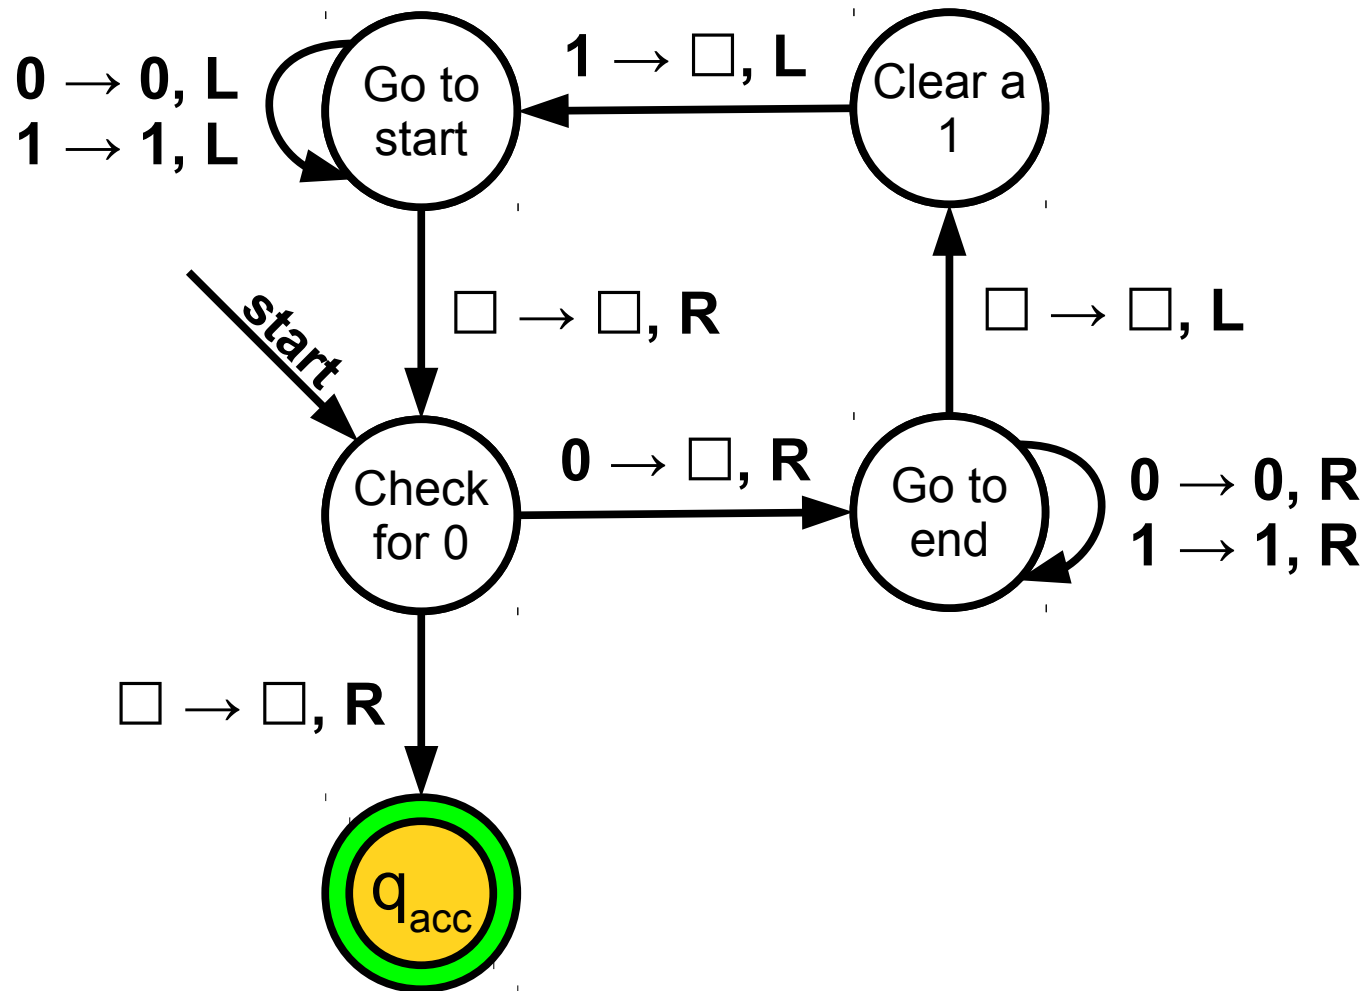 1 → □, L
0 → 0, L
1 → 1, L
Go to
start
Clear a
1
start
□ → □, R
□ → □, L
0 → □, R
Check
for 0
Go to
end
0 → 0, R
1 → 1, R
□ → □, R
qacc